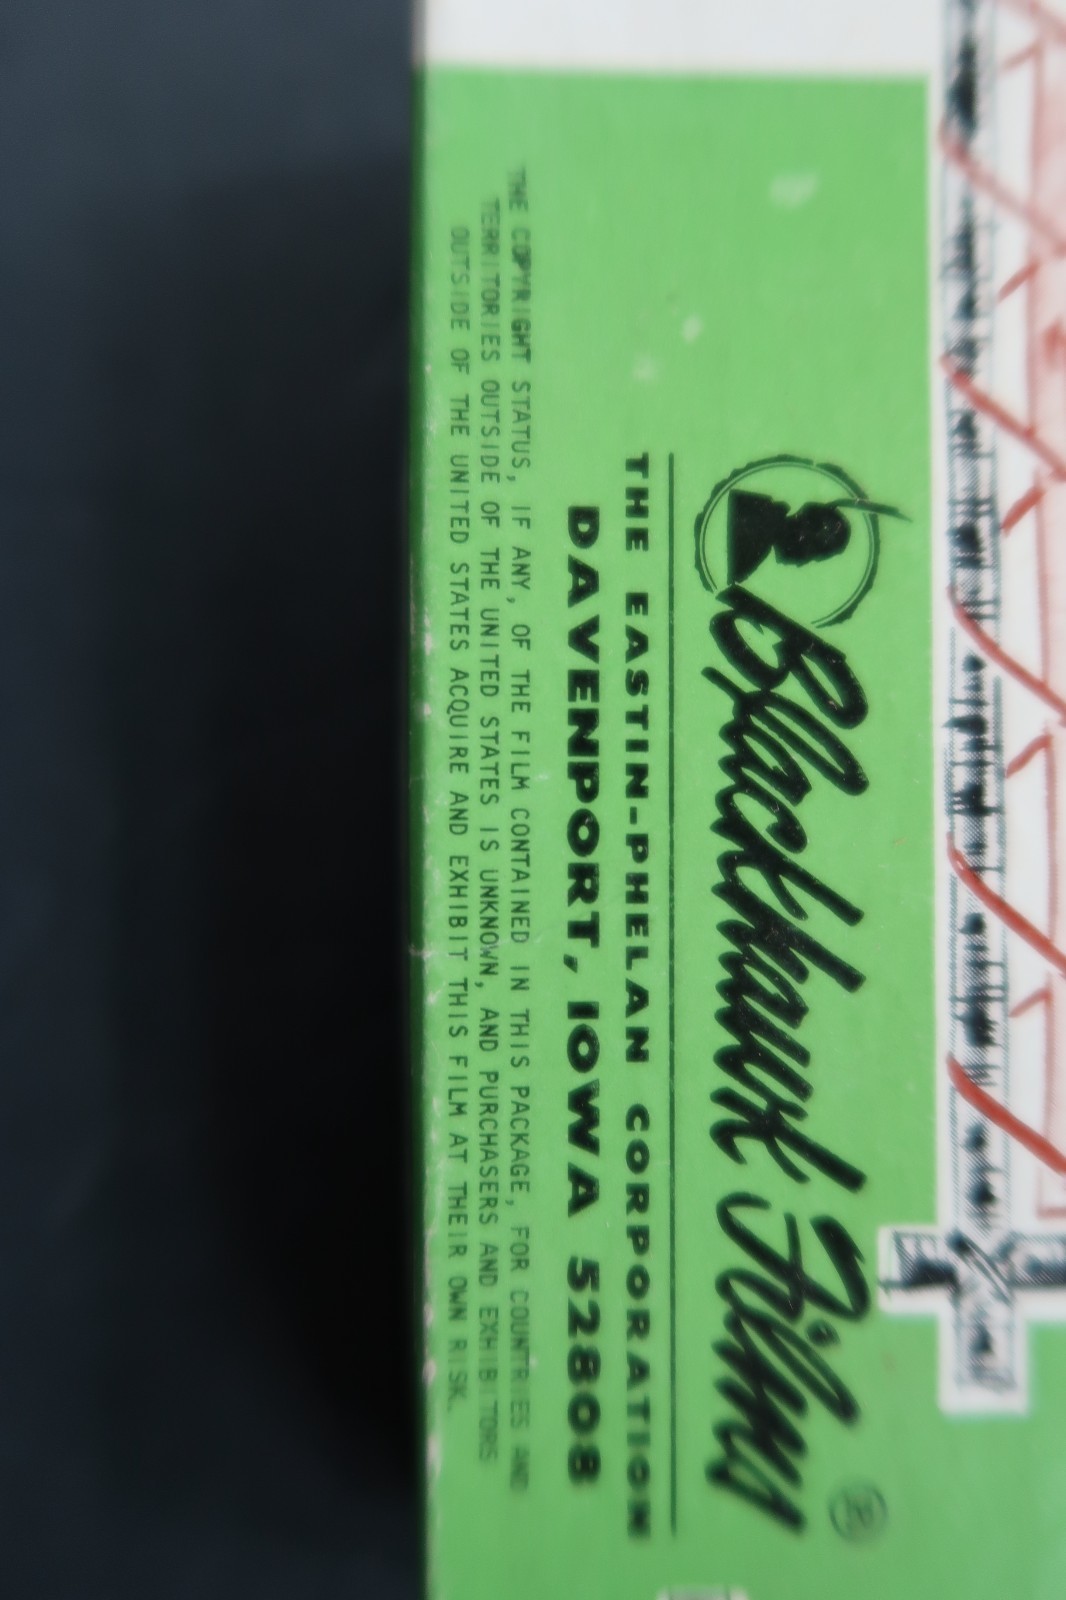 Blackhawk Films ®
THE EASTIN-PHELAN CORPORATION
DAVENPORT, IOWA 52808
THE COPYRIGHT STATUS, IF ANY, OF THE FILM CONTAINED IN THIS PACKAGE, FOR COUNTRIES AND
TERRITORIES OUTSIDE OF THE UNITED STATES IS UNKNOWN, AND PURCHASERS AND EXHIBITORS
OUTSIDE OF THE UNITED STATES ACQUIRE AND EXHIBIT THIS FILM AT THEIR OWN RISK.